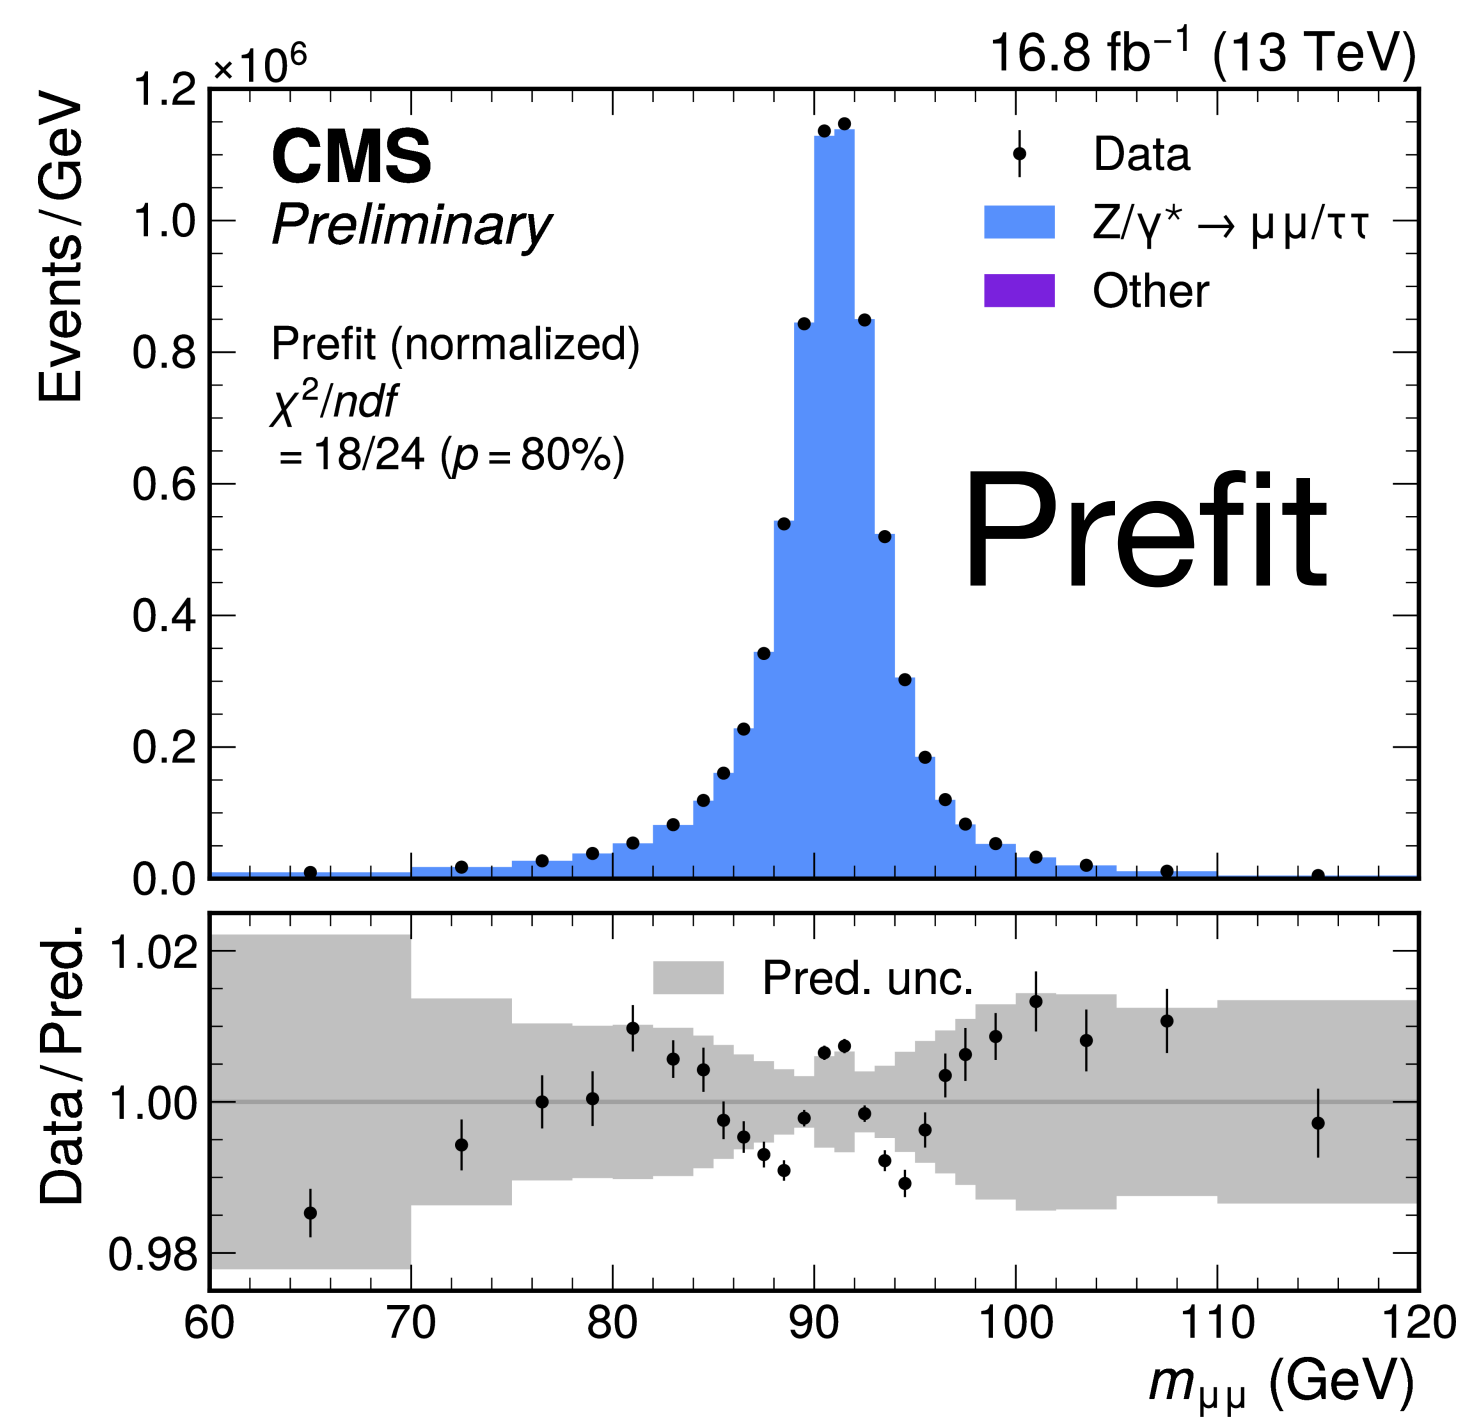 ×10⁶
16.8 fb⁻¹ (13 TeV)
Events/GeV
1.2
1.0
0.8
0.6
0.4
0.2
0.0
CMS
Preliminary
Prefit (normalized)
χ²/ndf
= 18/24 (p = 80%)
Data
Z/γ* → μμ/ττ
Other
Prefit
Data/Pred.
1.02
1.00
0.98
Pred. unc.
60 70 80 90 100 110 120
mμμ (GeV)